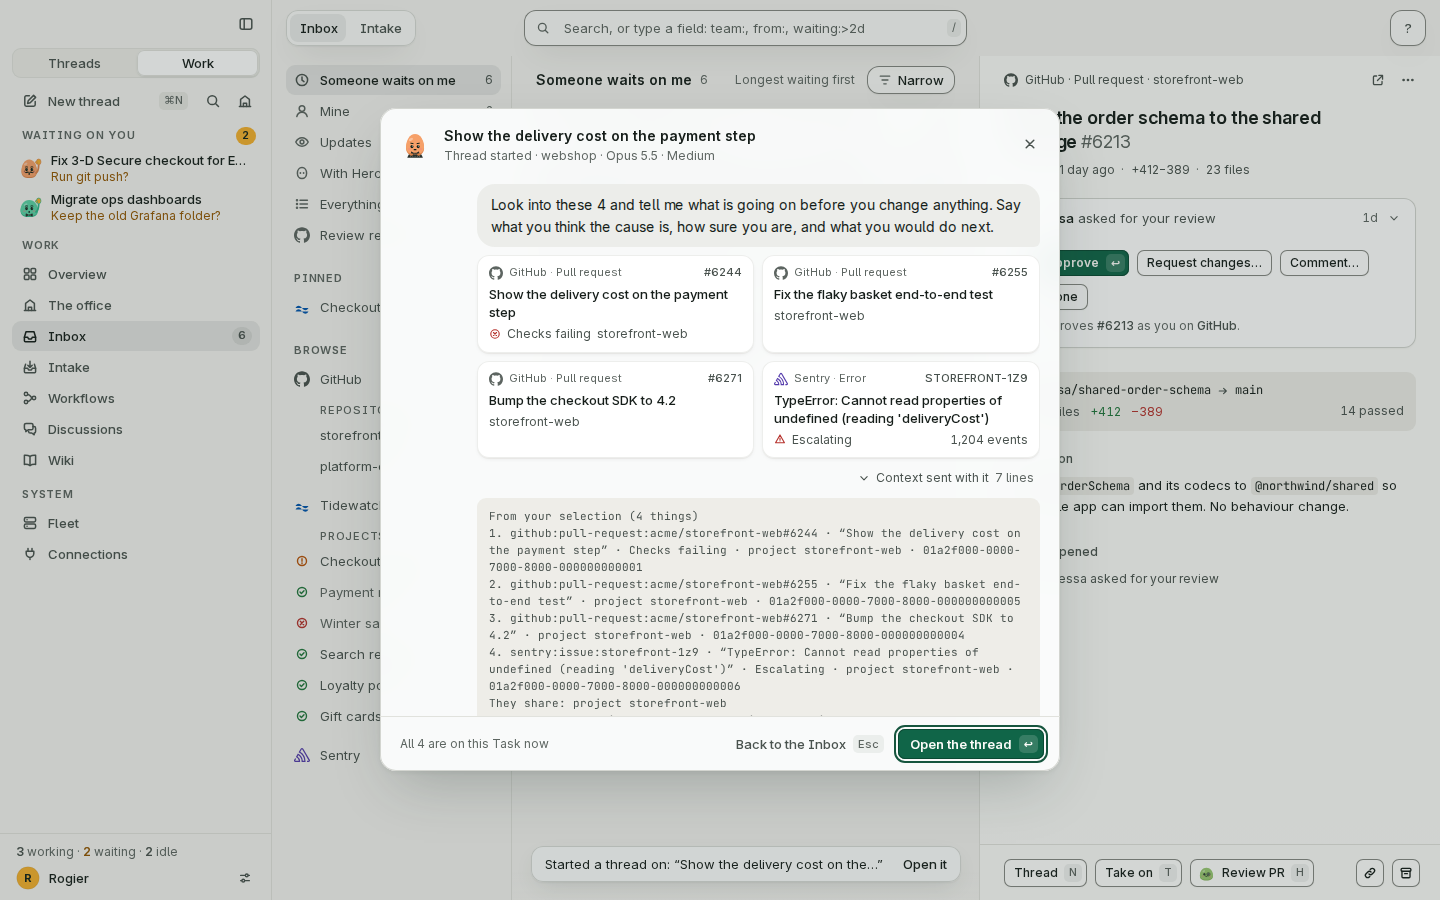 Threads
Work
New thread
⌘N
WAITING ON YOU
2
Fix 3-D Secure checkout for E…
Run git push?
Migrate ops dashboards
Keep the old Grafana folder?
WORK
Overview
The office
Inbox
6
Intake
Workflows
Discussions
Wiki
SYSTEM
Fleet
Connections
3 working · 2 waiting · 2 idle
R
Rogier
Inbox
Intake
Search, or type a field: team:, from:, waiting:>2d
/
?
Someone waits on me
6
Mine
Updates
With Hero
Everything
Review re
PINNED
Checkout
BROWSE
GitHub
REPOSITO
storefront
platform-
Tidewatc
PROJECTS
Checkout
Payment
Winter sa
Search re
Loyalty po
Gift cards
Sentry
Someone waits on me 6
Longest waiting first
Narrow
GitHub · Pull request · storefront-web
the order schema to the shared
ge #6213
1 day ago · +412−389 · 23 files
ssa asked for your review
1d
prove
Request changes…
Comment…
one
roves #6213 as you on GitHub.
sa/shared-order-schema → main
iles +412 −389
14 passed
on
rderSchema and its codecs to @northwind/shared so
e app can import them. No behaviour change.
pened
essa asked for your review
Thread N
Take on T
Review PR H
Show the delivery cost on the payment step
Thread started · webshop · Opus 5.5 · Medium
Look into these 4 and tell me what is going on before you change anything. Say
what you think the cause is, how sure you are, and what you would do next.
GitHub · Pull request
#6244
Show the delivery cost on the payment
step
Checks failing storefront-web
GitHub · Pull request
#6255
Fix the flaky basket end-to-end test
storefront-web
GitHub · Pull request
#6271
Bump the checkout SDK to 4.2
storefront-web
Sentry · Error
STOREFRONT-1Z9
TypeError: Cannot read properties of
undefined (reading 'deliveryCost')
Escalating
1,204 events
Context sent with it 7 lines
From your selection (4 things)
1. github:pull-request:acme/storefront-web#6244 · “Show the delivery cost on
the payment step” · Checks failing · project storefront-web · 01a2f000-0000-
7000-8000-000000000001
2. github:pull-request:acme/storefront-web#6255 · “Fix the flaky basket end-
to-end test” · project storefront-web · 01a2f000-0000-7000-8000-000000000005
3. github:pull-request:acme/storefront-web#6271 · “Bump the checkout SDK to
4.2” · project storefront-web · 01a2f000-0000-7000-8000-000000000004
4. sentry:issue:storefront-1z9 · “TypeError: Cannot read properties of
undefined (reading 'deliveryCost')” · Escalating · project storefront-web ·
01a2f000-0000-7000-8000-000000000006
They share: project storefront-web
All 4 are on this Task now
Back to the Inbox Esc
Open the thread
Started a thread on: “Show the delivery cost on the…”
Open it